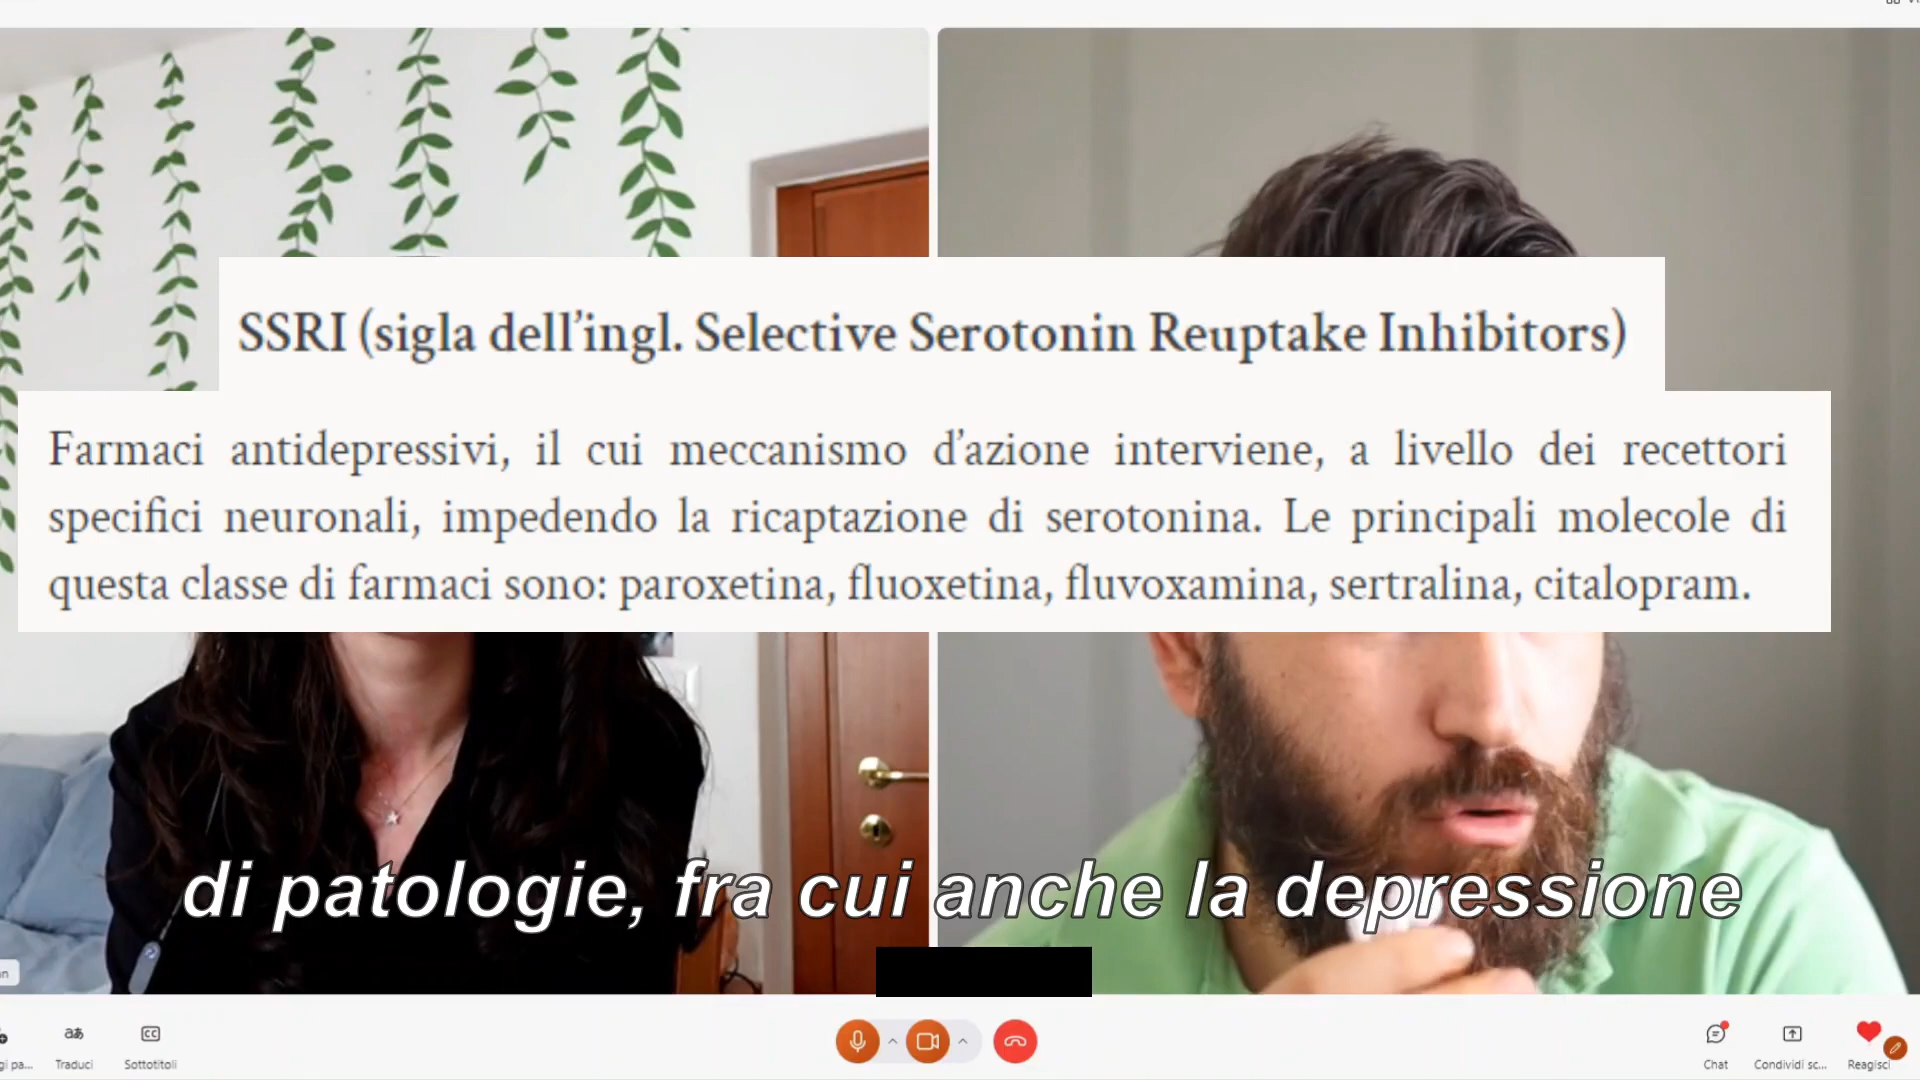 SSRI (sigla dell'ingl. Selective Serotonin Reuptake Inhibitors)
Farmaci antidepressivi, il cui meccanismo d'azione interviene, a livello dei recettori
specifici neuronali, impedendo la ricaptazione di serotonina. Le principali molecole di
questa classe di farmaci sono: paroxetina, fluoxetina, fluvoxamina, sertralina, citalopram.
di patologie, fra cui anche la depressione
Traduci
Sottotitoli
Chat
Condividi sc...
Reagisci